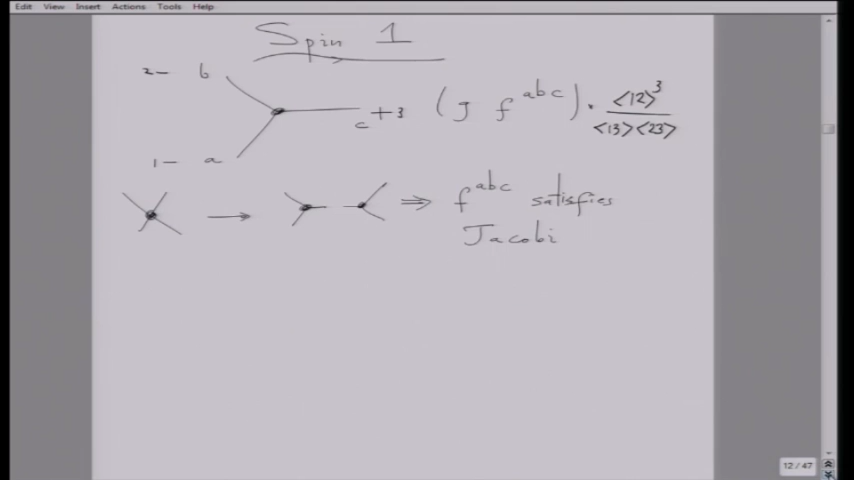 Edit View Insert Actions Tools Help
Spin 1
2- b
c +3 (g f^{abc}) · <12>^3 / <13><23>
1- a
→ ⇒ f^{abc} satisfies
Jacobi
12 / 47